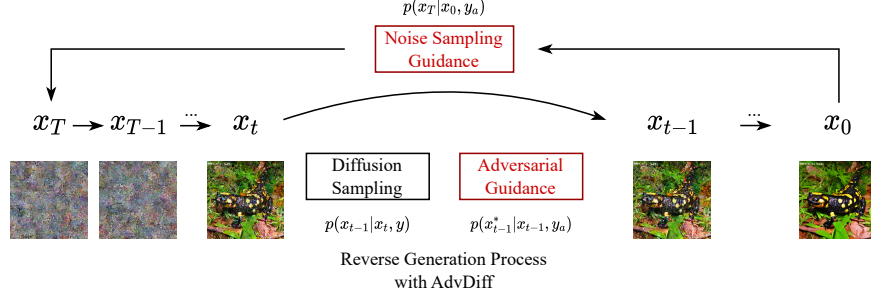 p(x_T|x_0, y_a)
Noise Sampling
Guidance
x_T x_{T−1} ... x_t x_{t−1} ... x_0
Diffusion
Sampling
Adversarial
Guidance
p(x_{t−1}|x_t, y) p(x^*_{t−1}|x_{t−1}, y_a)
Reverse Generation Process
with AdvDiff